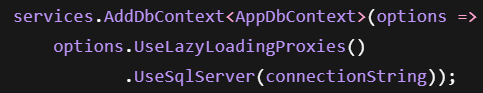 services.AddDbContext<AppDbContext>(options =>
    options.UseLazyLoadingProxies()
           .UseSqlServer(connectionString));